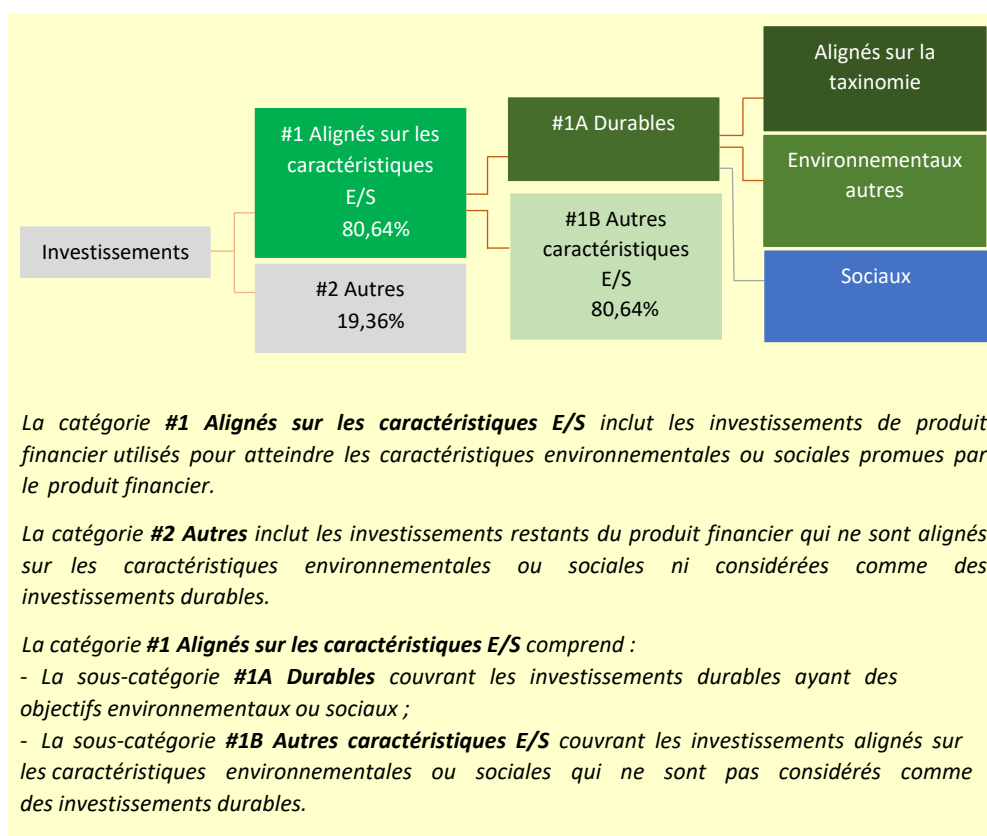 Investissements
#1 Alignés sur les
caractéristiques
E/S
80,64%
#2 Autres
19,36%
#1A Durables
#1B Autres
caractéristiques
E/S
80,64%
Alignés sur la
taxinomie
Environnementaux
autres
Sociaux
La catégorie #1 Alignés sur les caractéristiques E/S inclut les investissements de produit
financier utilisés pour atteindre les caractéristiques environnementales ou sociales promues par
le produit financier.
La catégorie #2 Autres inclut les investissements restants du produit financier qui ne sont alignés
sur les caractéristiques environnementales ou sociales ni considérées comme des
investissements durables.
La catégorie #1 Alignés sur les caractéristiques E/S comprend :
- La sous-catégorie #1A Durables couvrant les investissements durables ayant des
objectifs environnementaux ou sociaux ;
- La sous-catégorie #1B Autres caractéristiques E/S couvrant les investissements alignés sur
les caractéristiques environnementales ou sociales qui ne sont pas considérés comme
des investissements durables.